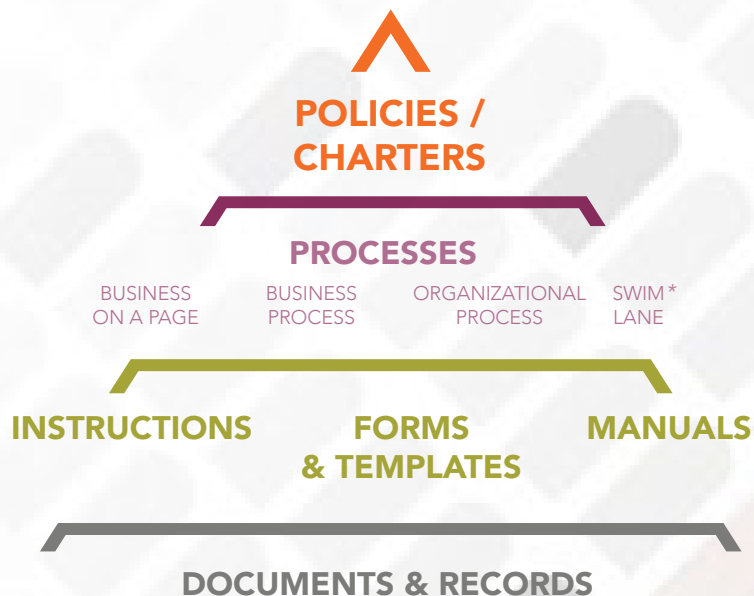 POLICIES /
CHARTERS
PROCESSES
BUSINESS
ON A PAGE
BUSINESS
PROCESS
ORGANIZATIONAL
PROCESS
SWIM*
LANE
INSTRUCTIONS
FORMS
& TEMPLATES
MANUALS
DOCUMENTS & RECORDS